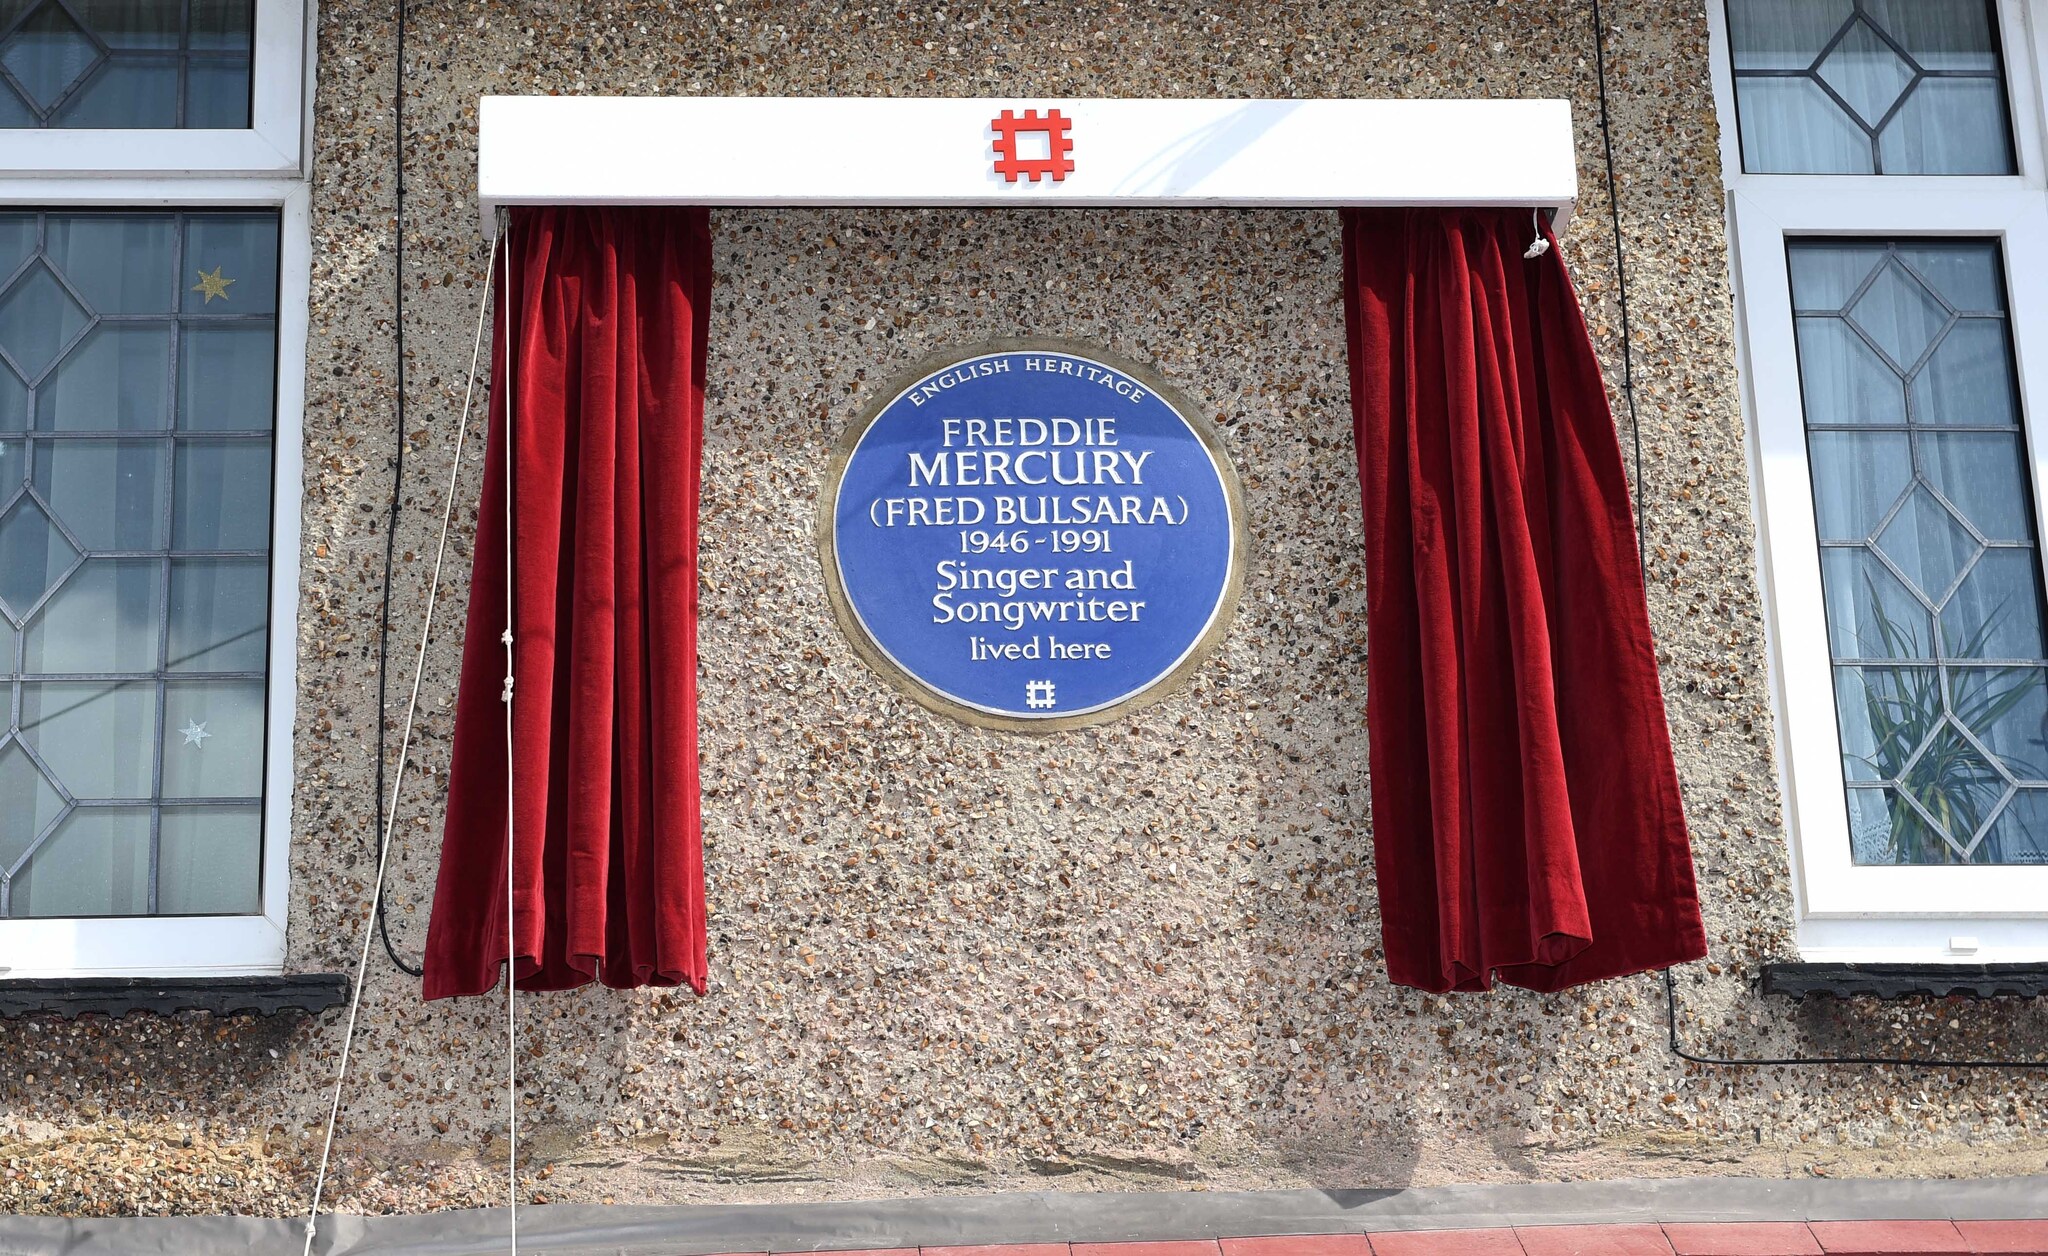 ENGLISH HERITAGE
FREDDIE
MERCURY
(FRED BULSARA)
1946-1991
Singer and
Songwriter
lived here